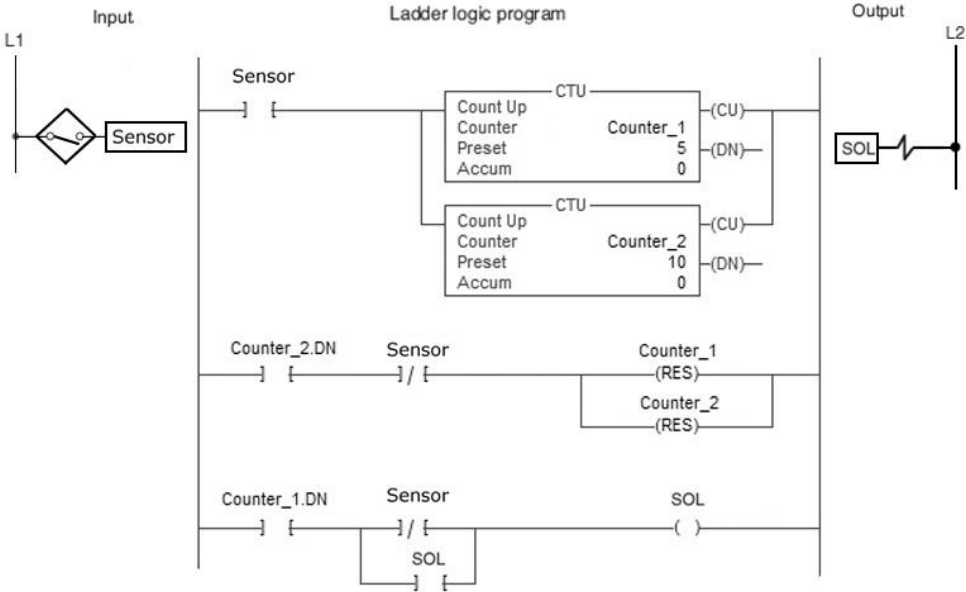 Input
Ladder logic program
Output
L1
L2
Sensor
Sensor
CTU
Count Up
Counter Counter_1
Preset 5
Accum 0
(CU)
(DN)
SOL
CTU
Count Up
Counter Counter_2
Preset 10
Accum 0
(CU)
(DN)
Counter_2.DN
Sensor
Counter_1
(RES)
Counter_2
(RES)
Counter_1.DN
Sensor
SOL
SOL